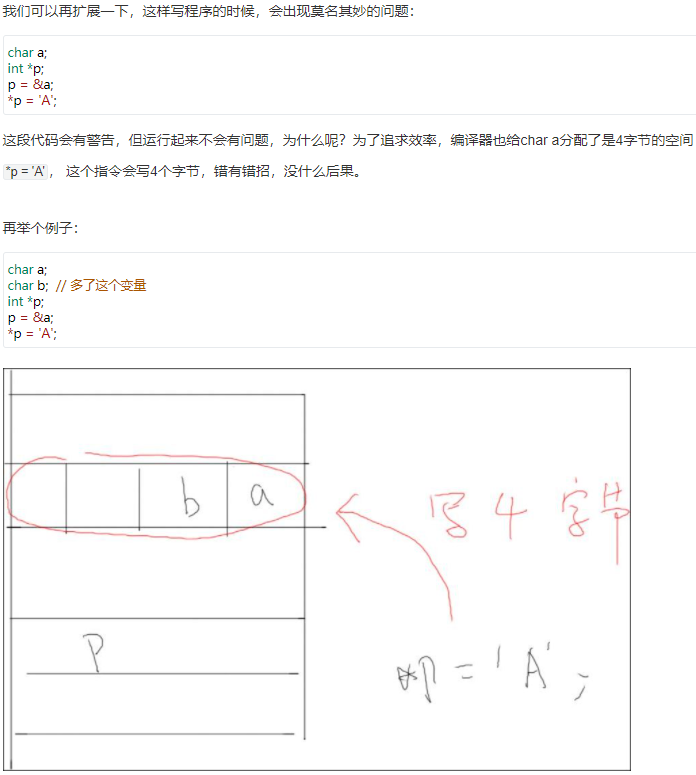 我们可以再扩展一下，这样写程序的时候，会出现莫名其妙的问题：
char a;
int *p;
p = &a;
*p = 'A';
这段代码会有警告，但运行起来不会有问题，为什么呢？为了追求效率，编译器也给char a分配了是4字节的空间
*p = 'A'， 这个指令会写4个字节，错有错招，没什么后果。
再举个例子：
char a;
char b;  // 多了这个变量
int *p;
p = &a;
*p = 'A';
b a
写 4 字节
P
*p = 'A';